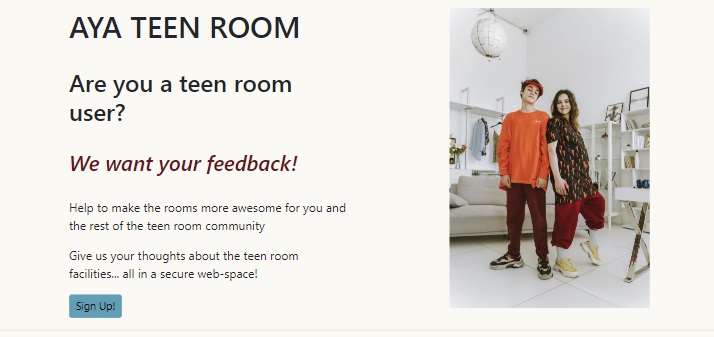 AYA TEEN ROOM
Are you a teen room
user?
We want your feedback!
Help to make the rooms more awesome for you and
the rest of the teen room community
Give us your thoughts about the teen room
facilities... all in a secure web-space!
Sign Up!